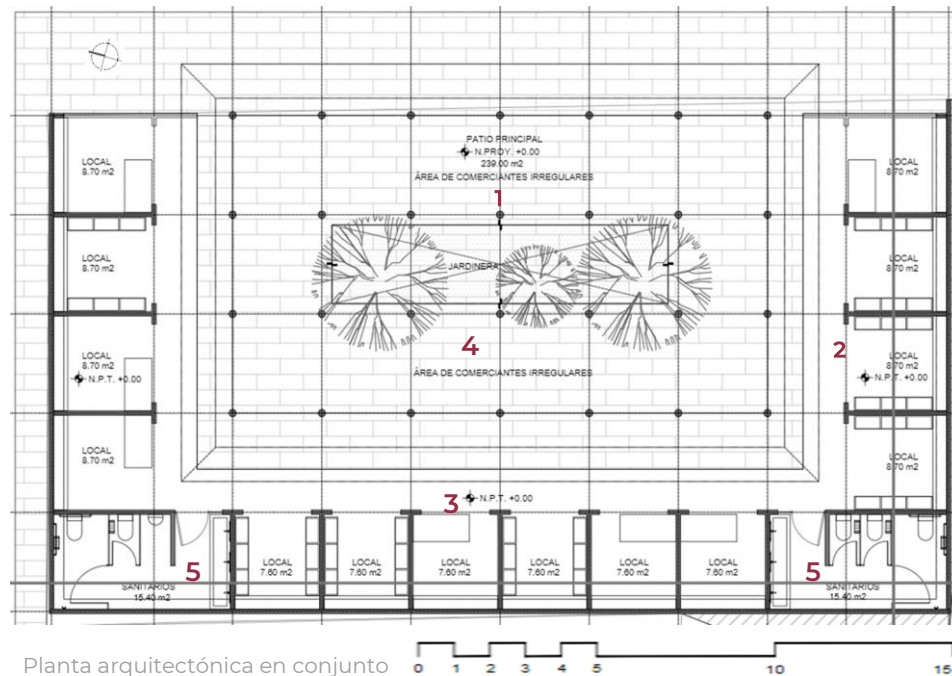 PATIO PRINCIPAL
N.PROY. +0.00
239.00 m2
ÁREA DE COMERCIANTES IRREGULARES
1
LOCAL
8.70 m2
LOCAL
8.70 m2
LOCAL
8.70 m2
LOCAL
8.70 m2
JARDINERA
LOCAL
8.70 m2
N.P.T. +0.00
4
ÁREA DE COMERCIANTES IRREGULARES
2
LOCAL
8.70 m2
N.P.T. +0.00
LOCAL
8.70 m2
LOCAL
8.70 m2
3
N.P.T. +0.00
5
SANITARIOS
15.40 m2
LOCAL
7.60 m2
LOCAL
7.60 m2
LOCAL
7.60 m2
LOCAL
7.60 m2
LOCAL
7.60 m2
LOCAL
7.60 m2
5
SANITARIOS
15.40 m2
Planta arquitectónica en conjunto
0 1 2 3 4 5 10 15